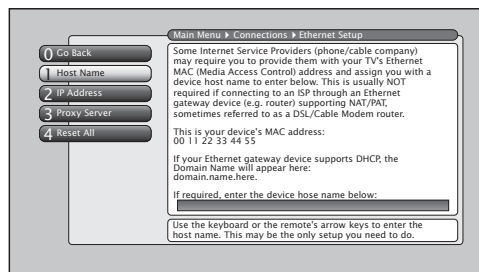 Main Menu ▶ Connections ▶ Ethernet Setup
0 Go Back
1 Host Name
2 IP Address
3 Proxy Server
4 Reset All
Some Internet Service Providers (phone/cable company)
may require you to provide them with your TV's Ethernet
MAC (Media Access Control) address and assign you with a
device host name to enter below. This is usually NOT
required if connecting to an ISP through an Ethernet
gateway device (e.g. router) supporting NAT/PAT,
sometimes referred to as a DSL/Cable Modem router.
This is your device's MAC address:
00 11 22 33 44 55
If your Ethernet gateway device supports DHCP, the
Domain Name will appear here:
domain.name.here.
If required, enter the device hose name below:
Use the keyboard or the remote's arrow keys to enter the
host name. This may be the only setup you need to do.